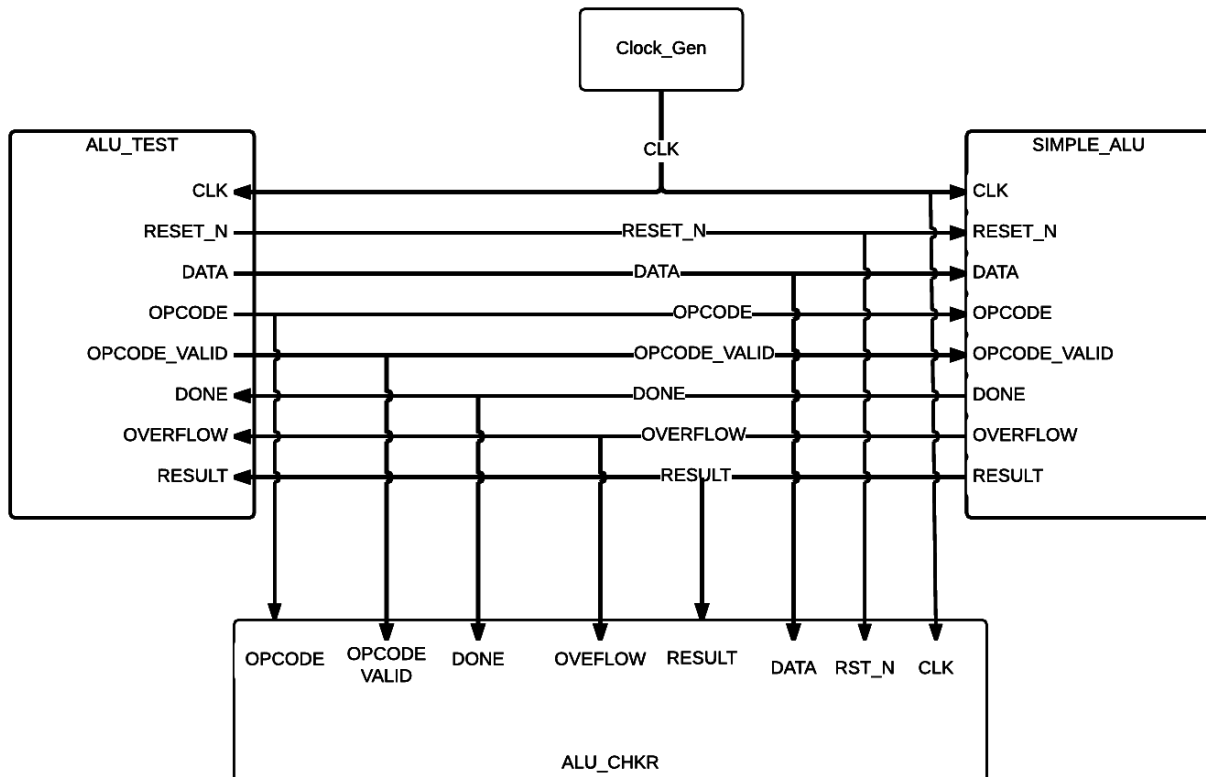 Clock_Gen
CLK
ALU_TEST
SIMPLE_ALU
CLK
CLK
RESET_N
RESET_N
RESET_N
DATA
DATA
DATA
OPCODE
OPCODE
OPCODE
OPCODE_VALID
OPCODE_VALID
OPCODE_VALID
DONE
DONE
DONE
OVERFLOW
OVERFLOW
OVERFLOW
RESULT
RESULT
RESULT
OPCODE
OPCODE
VALID
DONE
OVEFLOW
RESULT
DATA
RST_N
CLK
ALU_CHKR